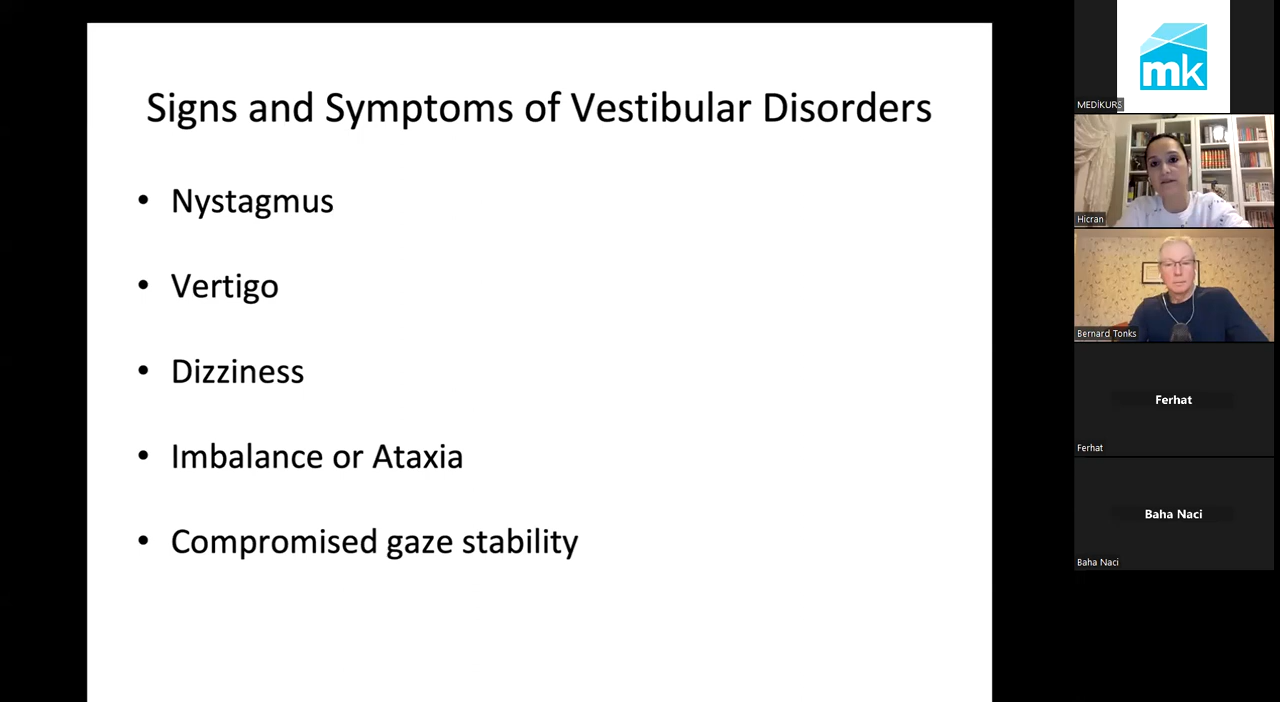 Signs and Symptoms of Vestibular Disorders
• Nystagmus
• Vertigo
• Dizziness
• Imbalance or Ataxia
• Compromised gaze stability
mk
MEDİKURS
Hicran
Bernard Tonks
Ferhat
Ferhat
Baha Naci
Baha Naci